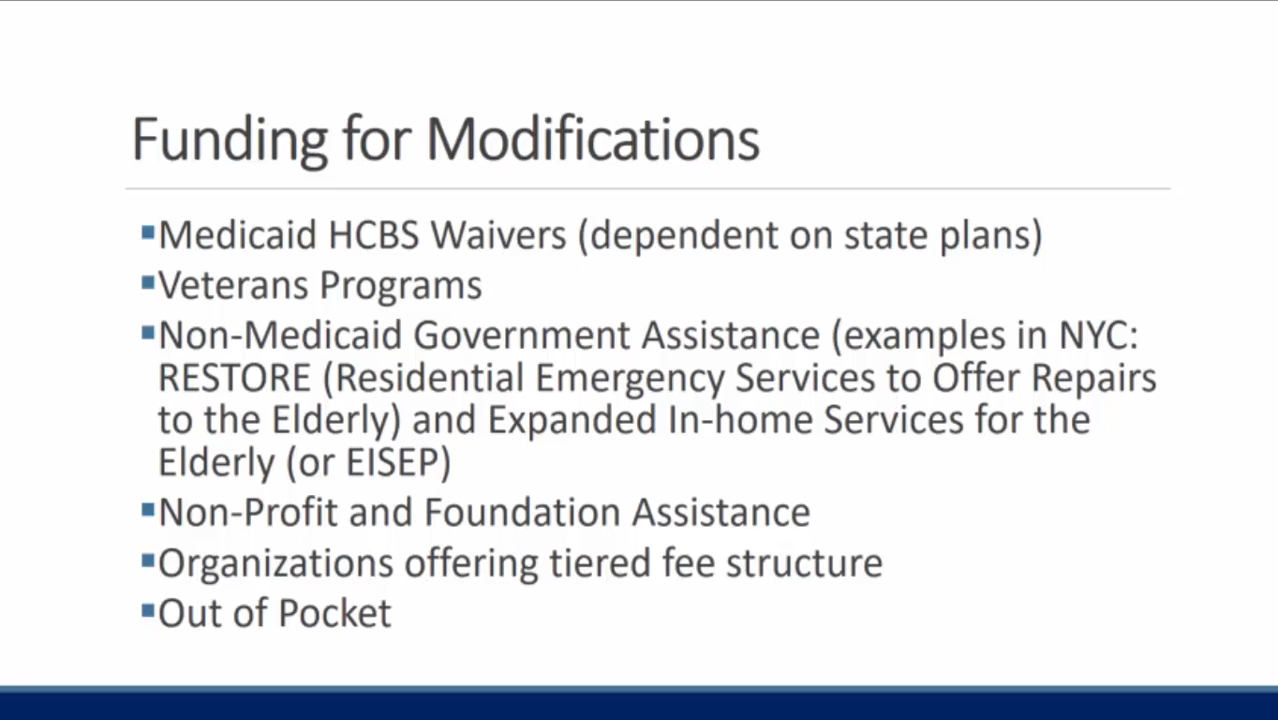 Funding for Modifications
▪Medicaid HCBS Waivers (dependent on state plans)
▪Veterans Programs
▪Non-Medicaid Government Assistance (examples in NYC:
RESTORE (Residential Emergency Services to Offer Repairs
to the Elderly) and Expanded In-home Services for the
Elderly (or EISEP)
▪Non-Profit and Foundation Assistance
▪Organizations offering tiered fee structure
▪Out of Pocket